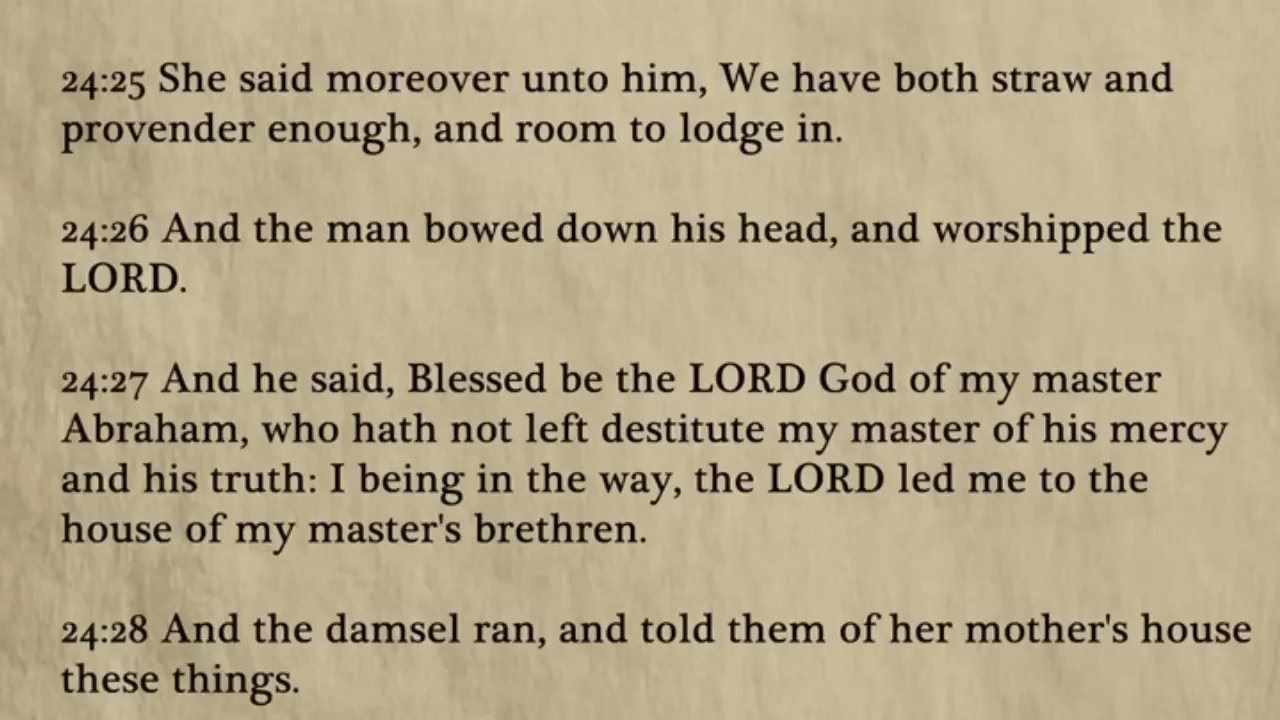 24:25 She said moreover unto him, We have both straw and
provender enough, and room to lodge in.
24:26 And the man bowed down his head, and worshipped the
LORD.
24:27 And he said, Blessed be the LORD God of my master
Abraham, who hath not left destitute my master of his mercy
and his truth: I being in the way, the LORD led me to the
house of my master's brethren.
24:28 And the damsel ran, and told them of her mother's house
these things.